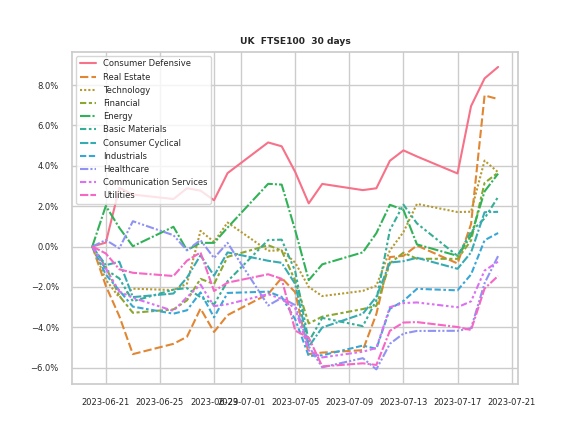 UK  FTSE100  30 days
Consumer Defensive
Real Estate
Technology
Financial
Energy
Basic Materials
Consumer Cyclical
Industrials
Healthcare
Communication Services
Utilities
8.0%
6.0%
4.0%
2.0%
0.0%
−2.0%
−4.0%
−6.0%
2023-06-21 2023-06-25 2023-06-29 2023-07-01 2023-07-05 2023-07-09 2023-07-13 2023-07-17 2023-07-21